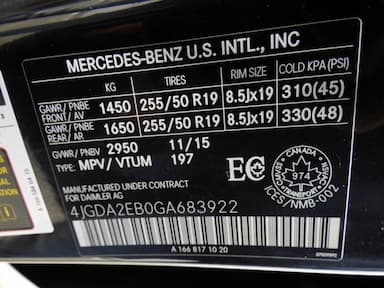 MERCEDES-BENZ U.S. INTL., INC
KG TIRES RIM SIZE COLD KPA (PSI)
GAWR/ PNBE FRONT/ AV 1450 255/50 R19 8.5Jx19 310(45)
GAWR/ PNBE REAR/ AR 1650 255/50 R19 8.5Jx19 330(48)
GVWR/ PNBV 2950 11/15
TYPE: MPV/ VTUM 197
EC
CANADA
974
TRANSPORT
ICES/NMB-002
4JGDA2EB0GA683922
FOR DAIMLER AG
A 166 817 10 20